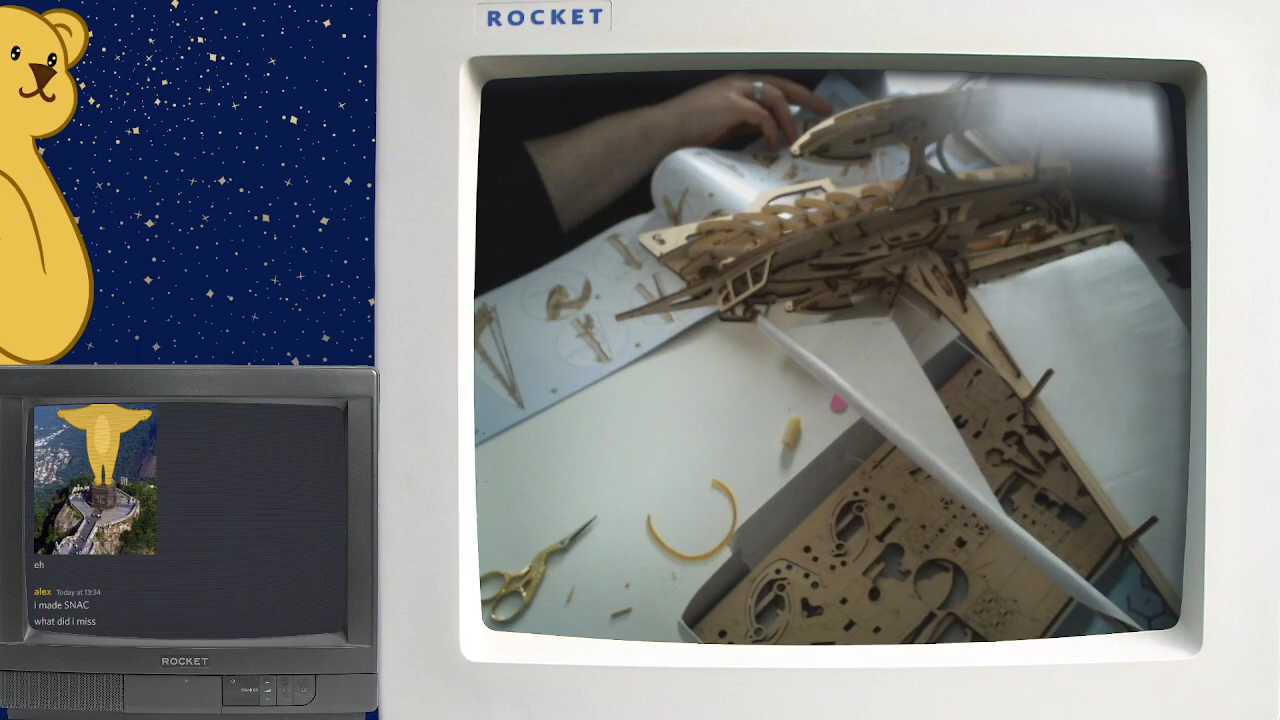 ROCKET
eh
alex Today at 13:34
i made SNAC
what did i miss
ROCKET